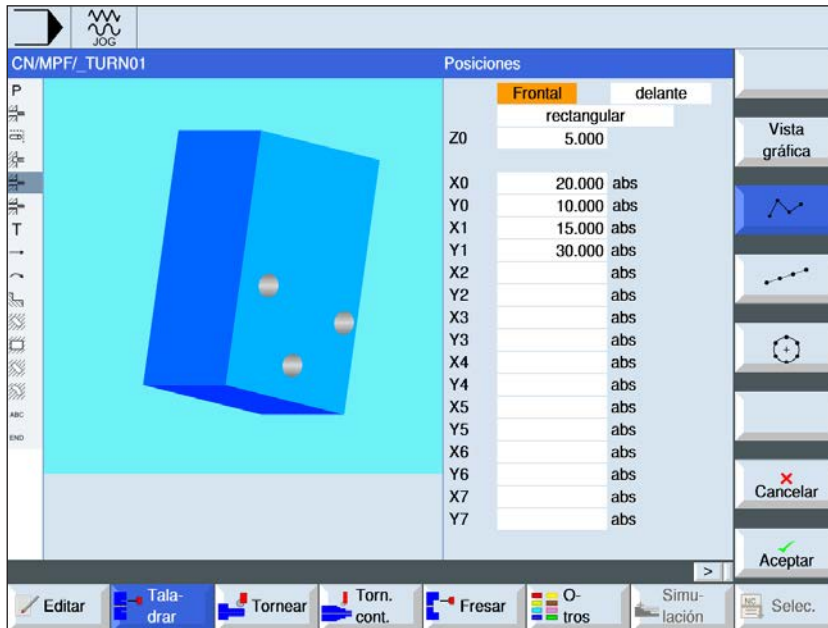 JOG
CN/MPF/_TURN01
Posiciones
P
T
ABC
END
Frontal delante
rectangular
Z0 5.000
X0 20.000 abs
Y0 10.000 abs
X1 15.000 abs
Y1 30.000 abs
X2 abs
Y2 abs
X3 abs
Y3 abs
X4 abs
Y4 abs
X5 abs
Y5 abs
X6 abs
Y6 abs
X7 abs
Y7 abs
>
Vista
gráfica
Cancelar
Aceptar
Editar
Tala-
drar
Tornear
Torn.
cont.
Fresar
O-
tros
Simu-
lación
NC
Selec.